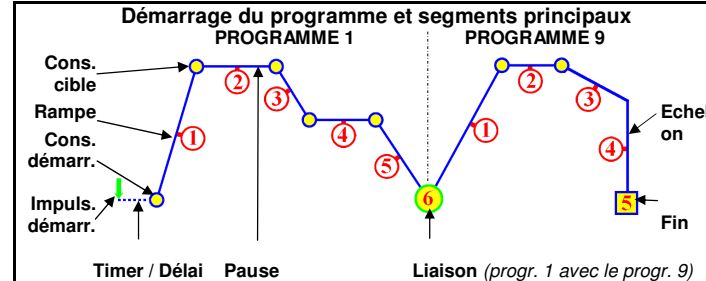 Démarrage du programme et segments principaux
PROGRAMME 1
PROGRAMME 9
Cons.
cible
Rampe
Cons.
démarr.
Impuls.
démarr.
1
2
3
4
5
6
1
2
3
4
5
Echel
on
Fin
Timer / Délai
Pause
Liaison (progr. 1 avec le progr. 9)